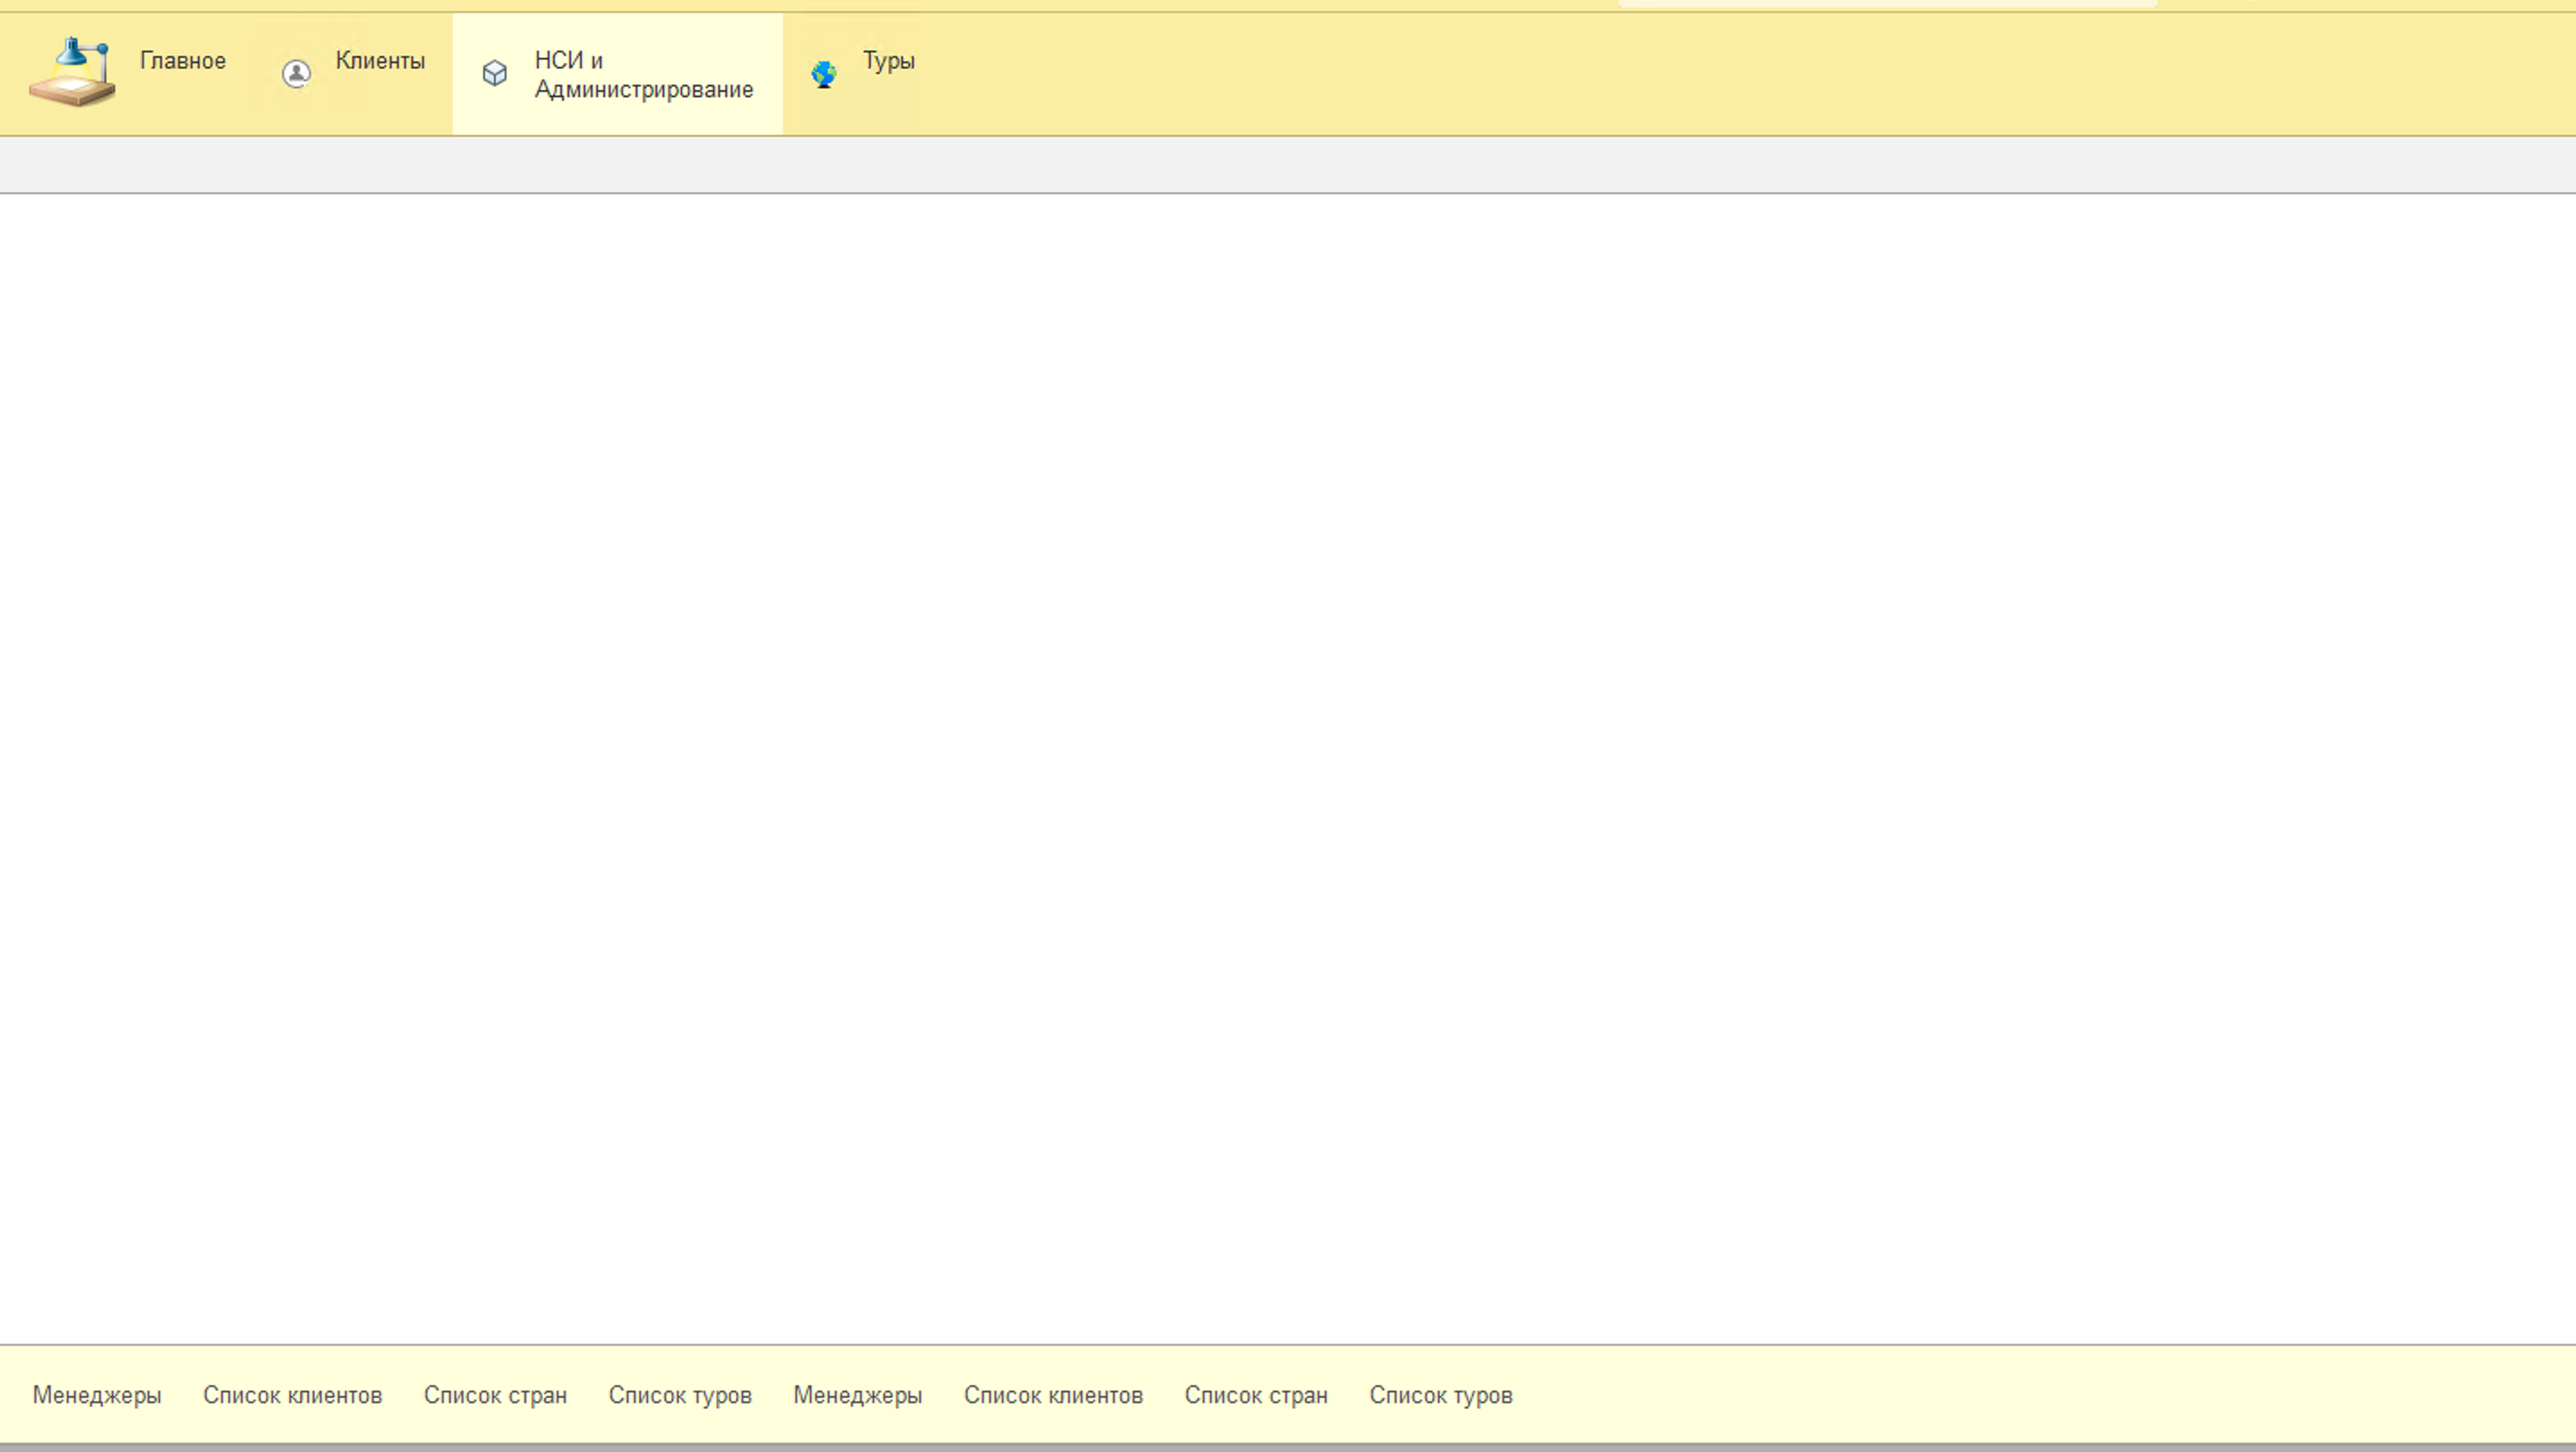 Главное Клиенты НСИ и Администрирование Туры
Менеджеры Список клиентов Список стран Список туров Менеджеры Список клиентов Список стран Список туров